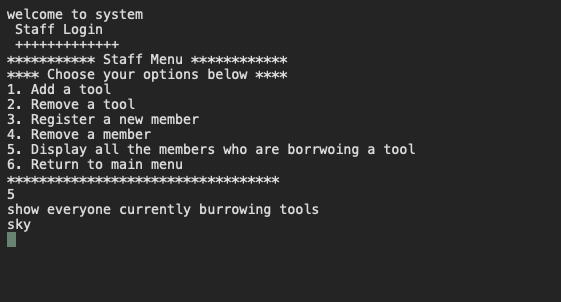 welcome to system
Staff Login
+++++++++++++
*********** Staff Menu ************
**** Choose your options below ****
1. Add a tool
2. Remove a tool
3. Register a new member
4. Remove a member
5. Display all the members who are borrwoing a tool
6. Return to main menu
**********************************
5
show everyone currently burrowing tools
sky